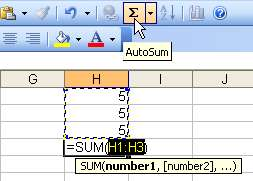 Σ
AutoSum
A
G H I J
5
5
5
=SUM(H1:H3)
SUM(number1, [number2], ...)